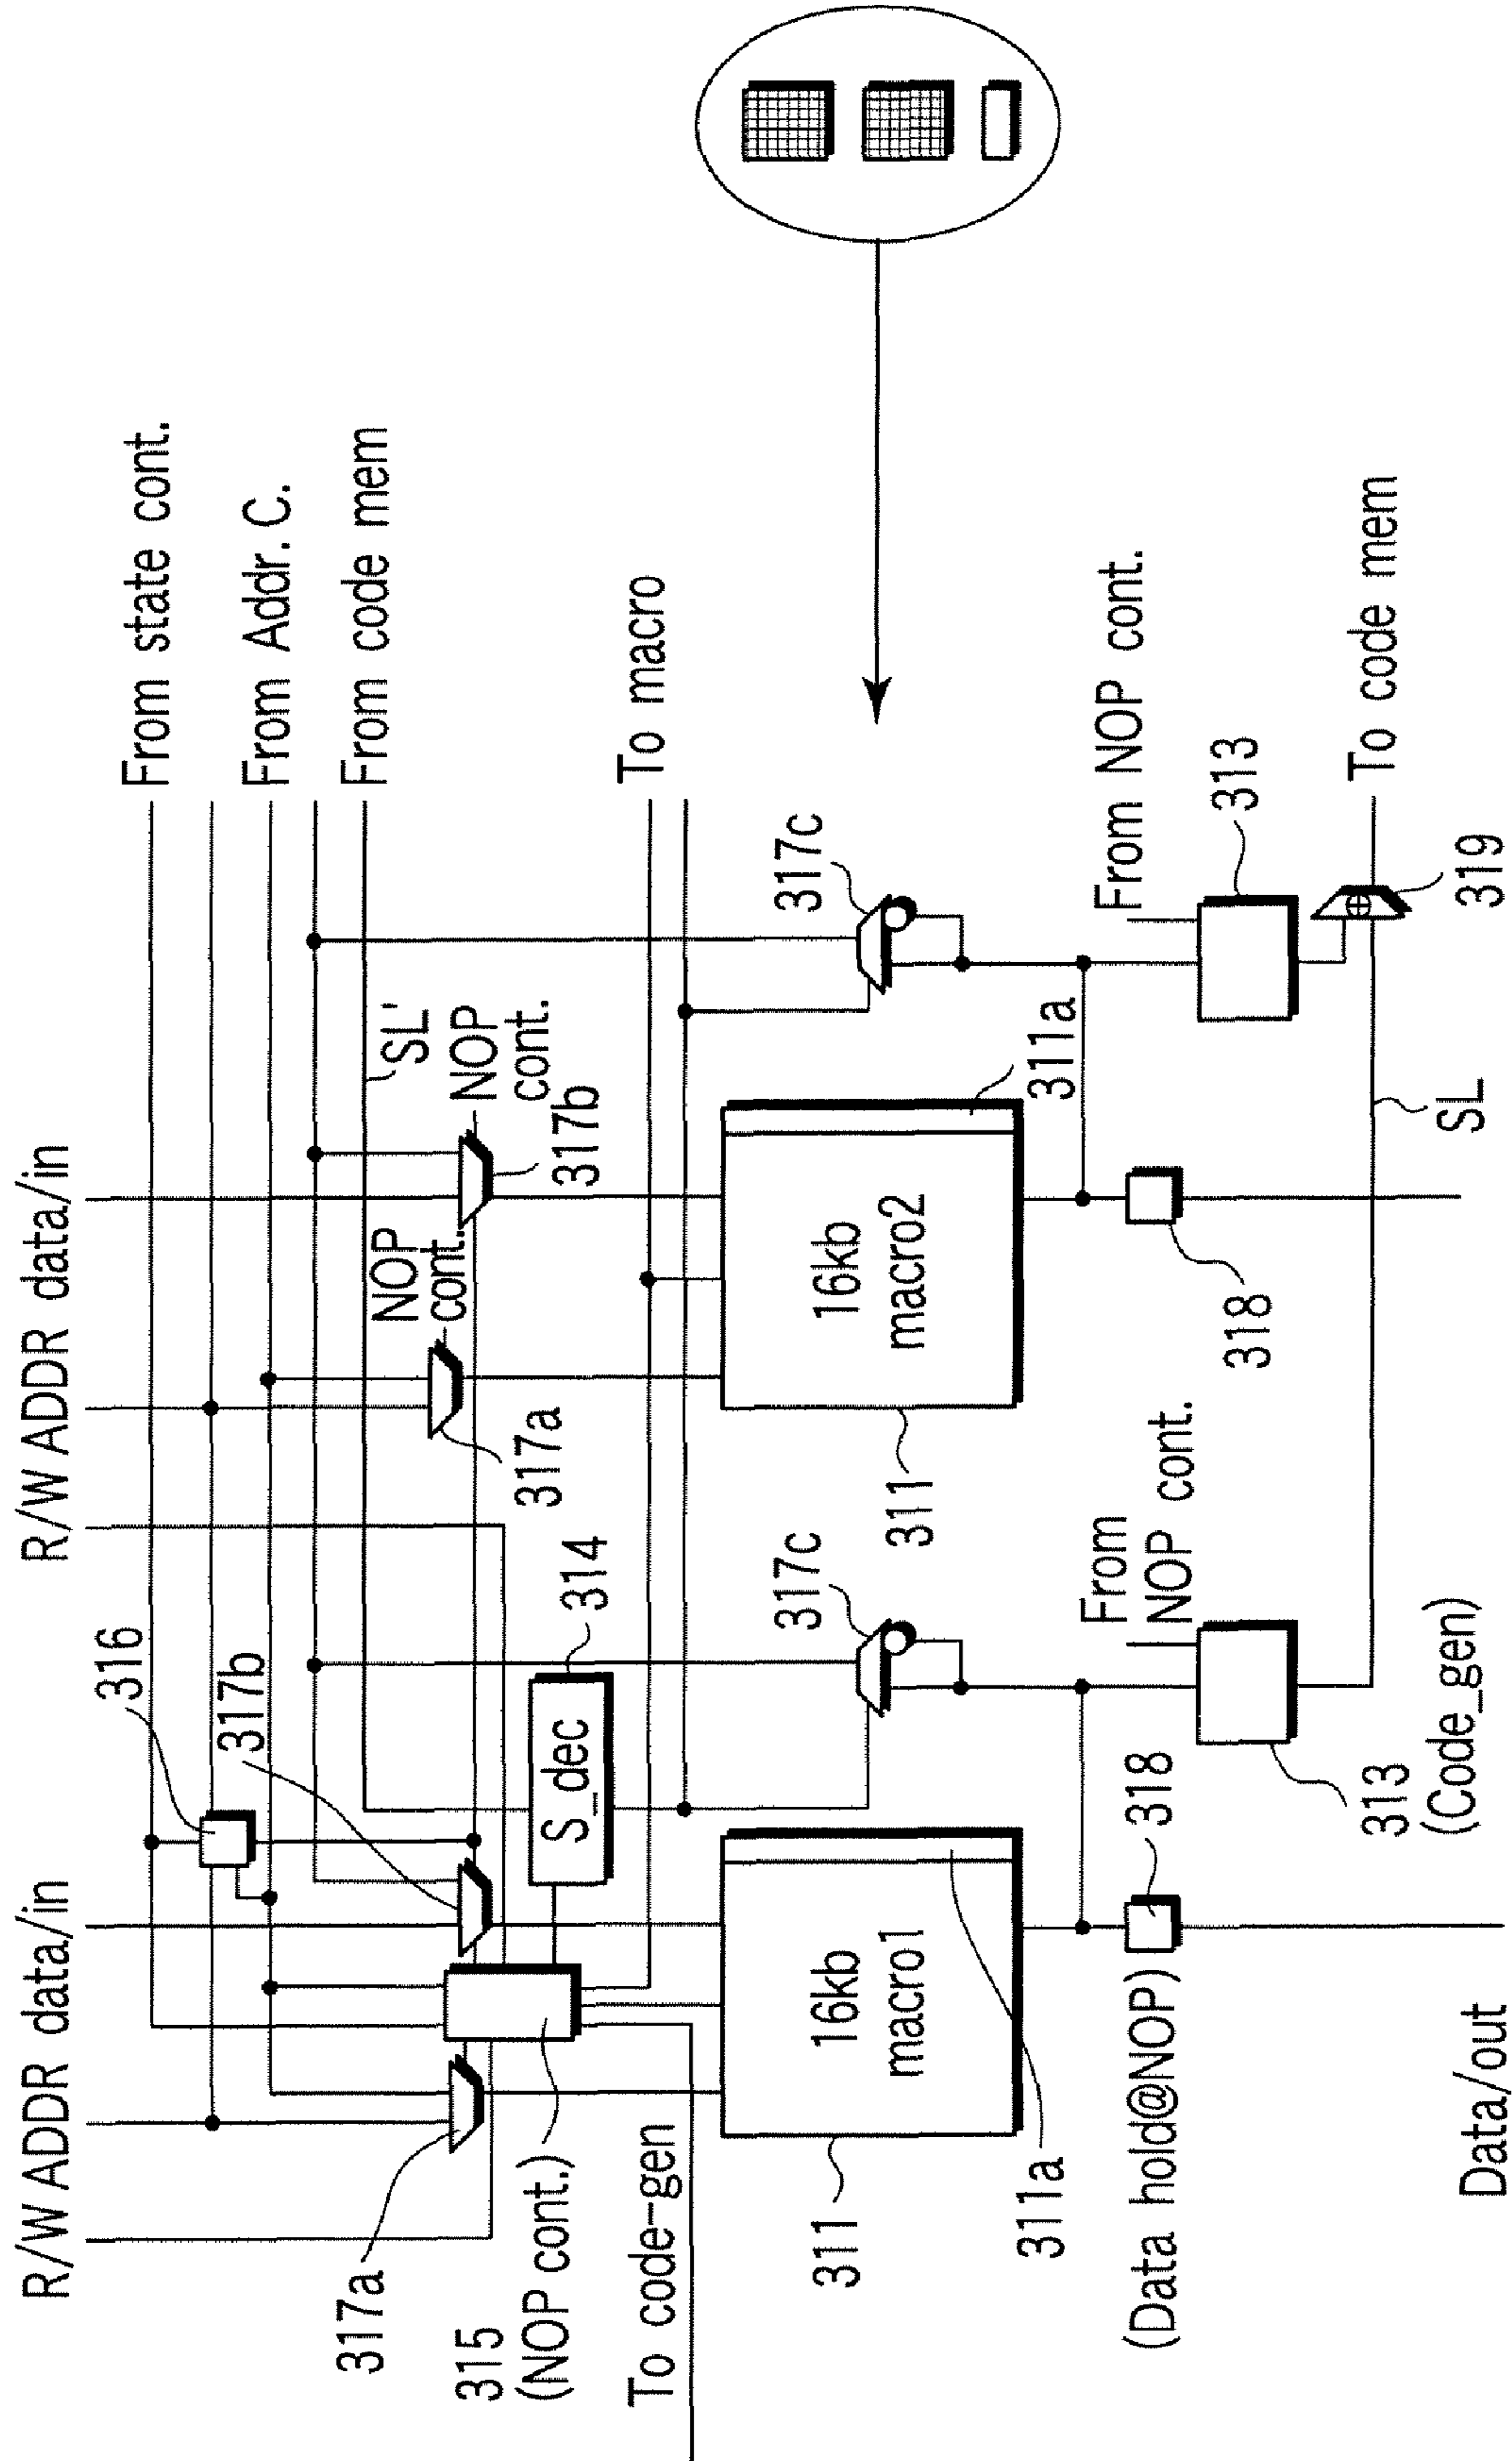 R/W ADDR data/in
R/W ADDR data/in
From state cont.
From Addr. C.
From code mem
316
317b
SL'
NOP
cont.
NOP
cont.
317b
317a
317a
315
(NOP cont.)
S_dec
314
To macro
To code-gen
317c
317c
16kb
macro1
16kb
macro2
311
311a
311
311a
From
NOP cont.
From NOP cont.
(Data hold@NOP)
318
318
313
(Code_gen)
313
To code mem
319
SL
Data/out